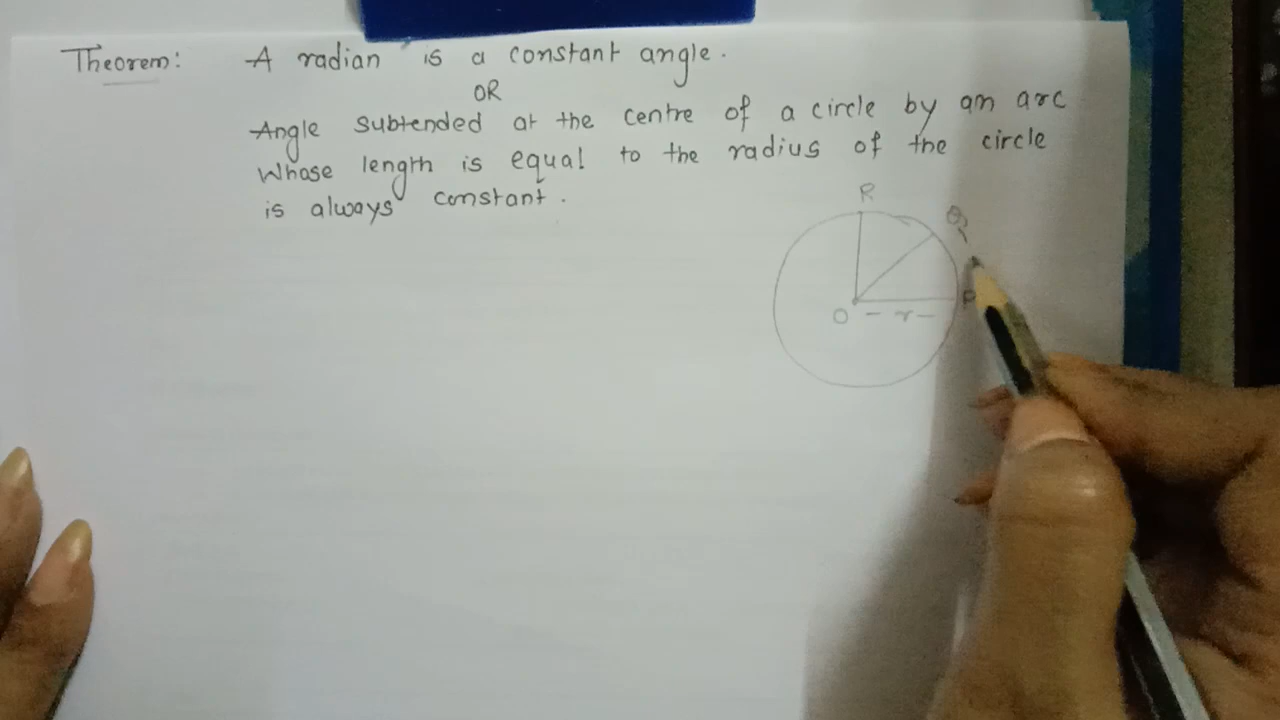 Theorem: A radian is a constant angle.
OR
Angle subtended at the centre of a circle by an arc
whose length is equal to the radius of the circle
is always constant.
R
Q
P
O - r -